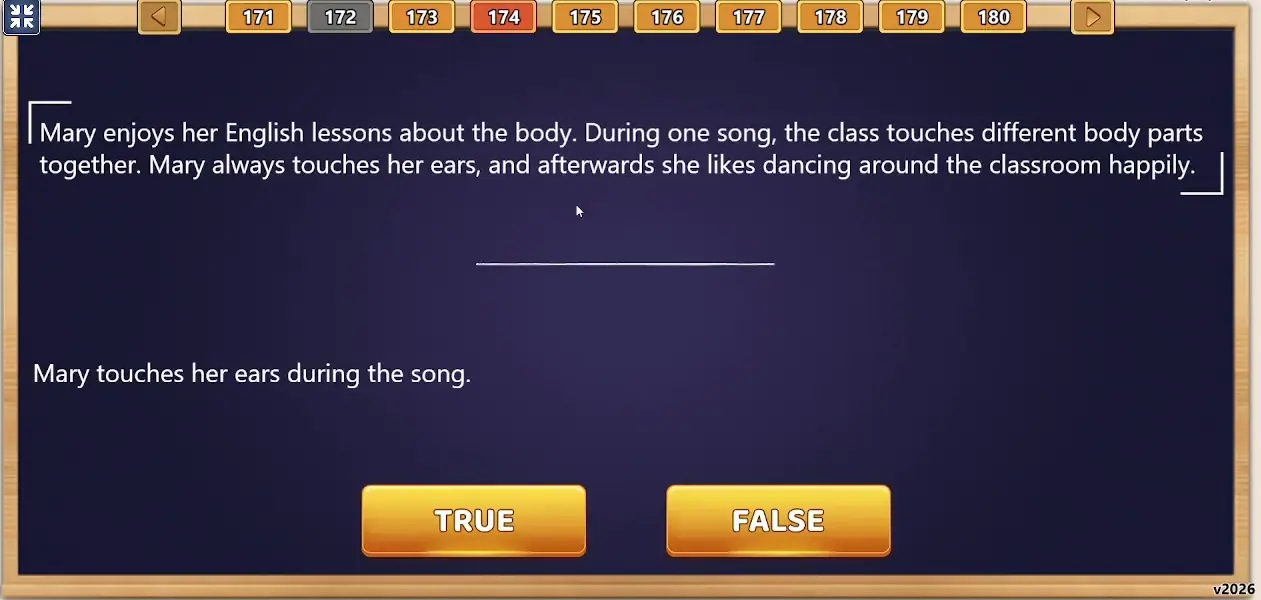 171 172 173 174 175 176 177 178 179 180
Mary enjoys her English lessons about the body. During one song, the class touches different body parts
together. Mary always touches her ears, and afterwards she likes dancing around the classroom happily.
Mary touches her ears during the song.
TRUE FALSE
v2026